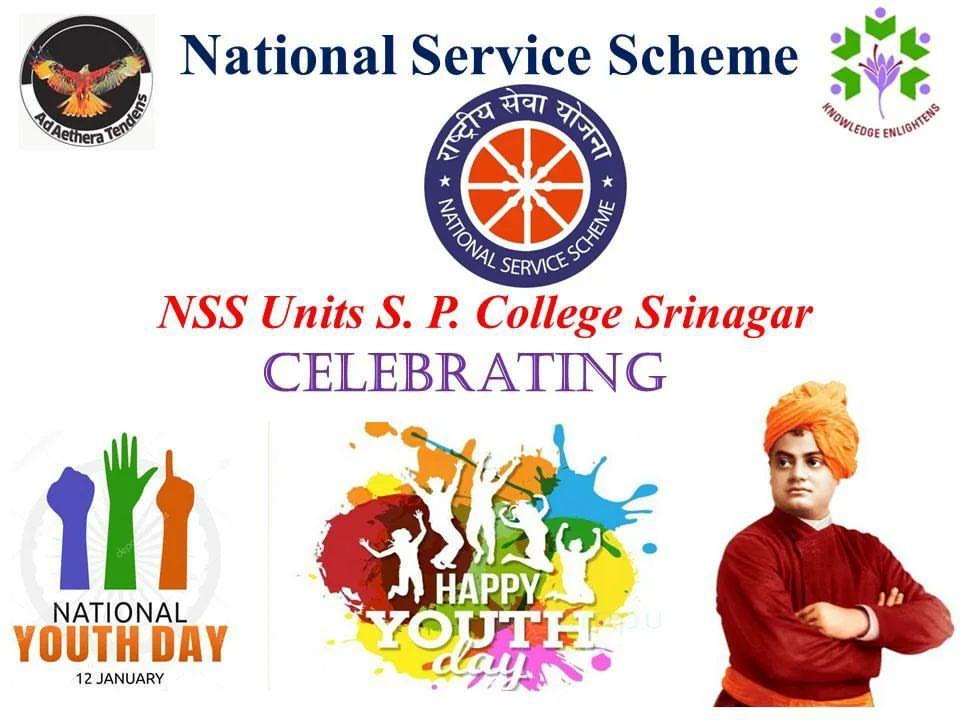 National Service Scheme
Ad Aethera Tendens
KNOWLEDGE ENLIGHTENS
राष्ट्रीय सेवा योजना
NATIONAL SERVICE SCHEME
NSS Units S. P. College Srinagar
CELEBRATING
NATIONAL
YOUTH DAY
12 JANUARY
HAPPY
YOUTH
day